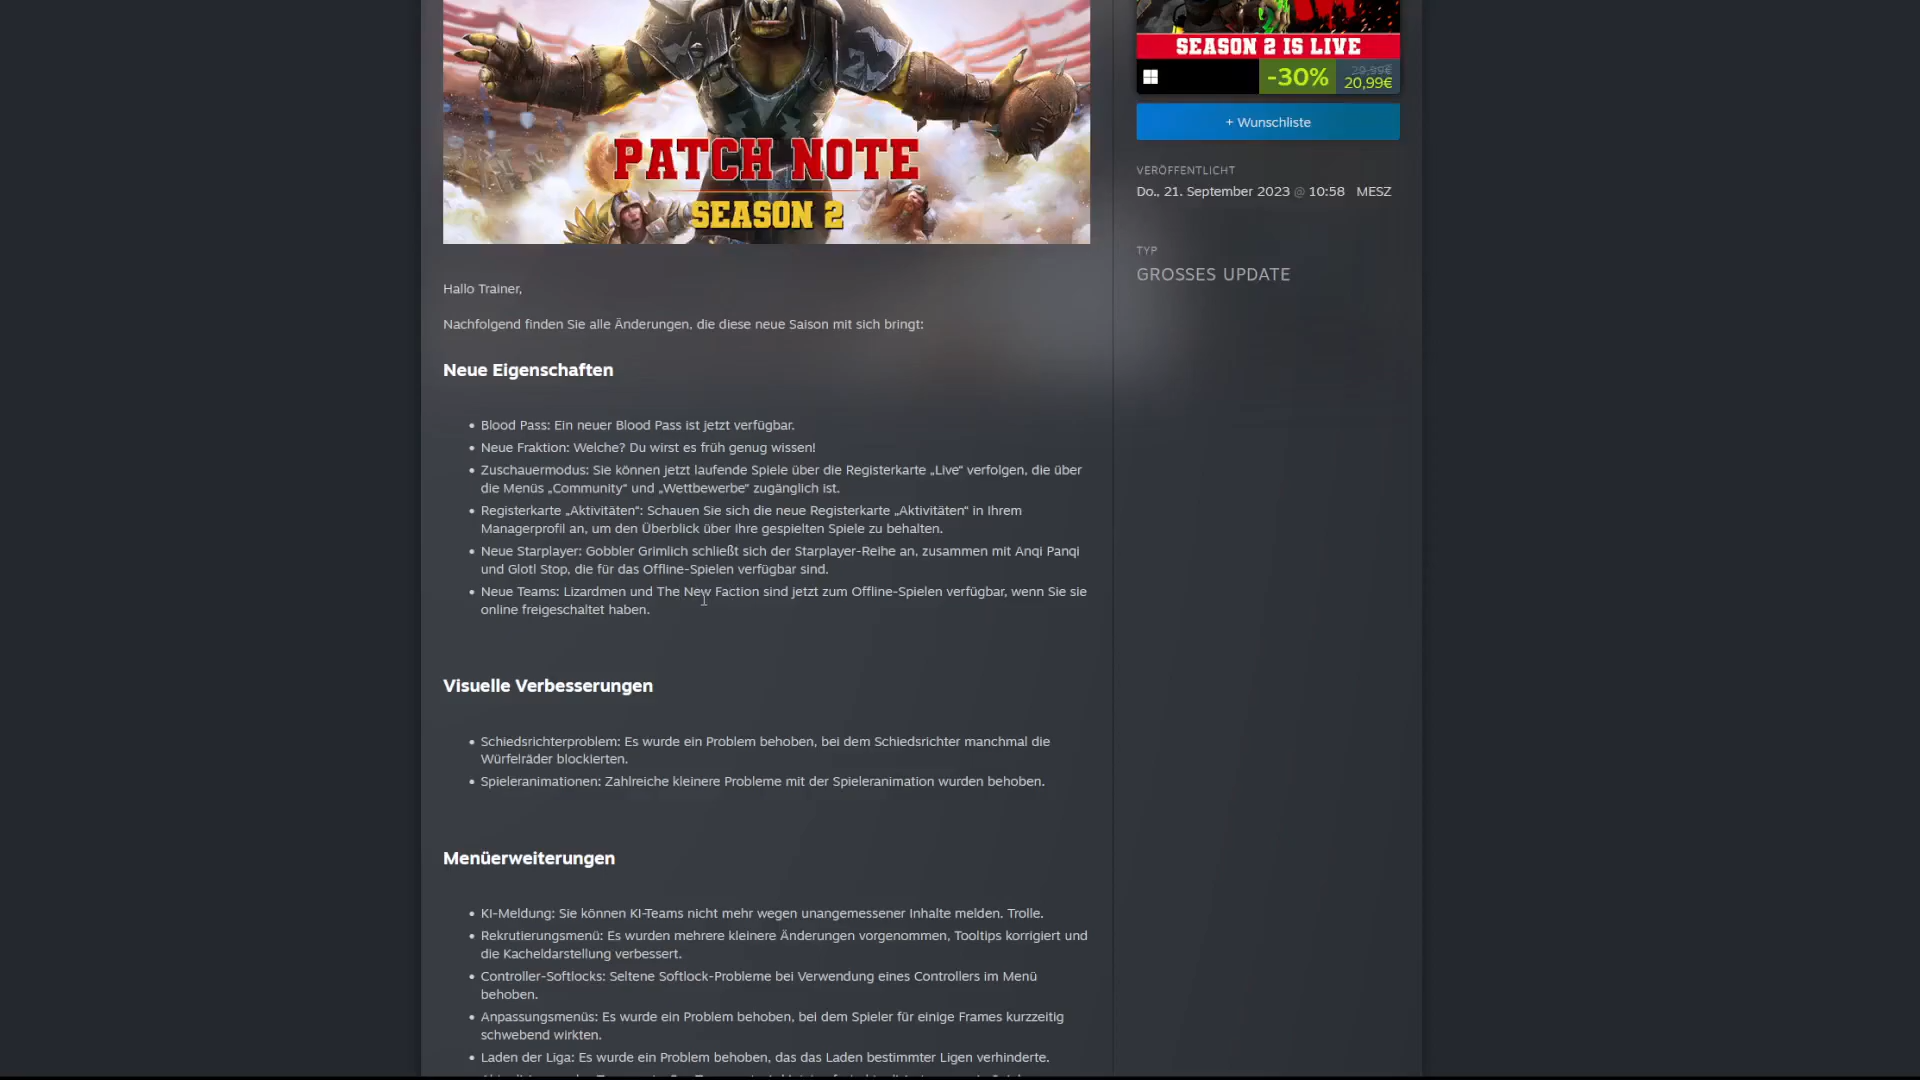 PATCH NOTE
SEASON 2
SEASON 2 IS LIVE
-30%
29,99€
20,99€
+ Wunschliste
VERÖFFENTLICHT
Do., 21. September 2023 @ 10:58 MESZ
TYP
GROSSES UPDATE
Hallo Trainer,
Nachfolgend finden Sie alle Änderungen, die diese neue Saison mit sich bringt:
Neue Eigenschaften
• Blood Pass: Ein neuer Blood Pass ist jetzt verfügbar.
• Neue Fraktion: Welche? Du wirst es früh genug wissen!
• Zuschauermodus: Sie können jetzt laufende Spiele über die Registerkarte „Live“ verfolgen, die über
die Menüs „Community“ und „Wettbewerbe“ zugänglich ist.
• Registerkarte „Aktivitäten“: Schauen Sie sich die neue Registerkarte „Aktivitäten“ in Ihrem
Managerprofil an, um den Überblick über Ihre gespielten Spiele zu behalten.
• Neue Starplayer: Gobbler Grimlich schließt sich der Starplayer-Reihe an, zusammen mit Anqi Panqi
und Glotl Stop, die für das Offline-Spielen verfügbar sind.
• Neue Teams: Lizardmen und The New Faction sind jetzt zum Offline-Spielen verfügbar, wenn Sie sie
online freigeschaltet haben.
Visuelle Verbesserungen
• Schiedsrichterproblem: Es wurde ein Problem behoben, bei dem Schiedsrichter manchmal die
Würfelräder blockierten.
• Spieleranimationen: Zahlreiche kleinere Probleme mit der Spieleranimation wurden behoben.
Menüerweiterungen
• KI-Meldung: Sie können KI-Teams nicht mehr wegen unangemessener Inhalte melden. Trolle.
• Rekrutierungsmenü: Es wurden mehrere kleinere Änderungen vorgenommen, Tooltips korrigiert und
die Kacheldarstellung verbessert.
• Controller-Softlocks: Seltene Softlock-Probleme bei Verwendung eines Controllers im Menü
behoben.
• Anpassungsmenüs: Es wurde ein Problem behoben, bei dem Spieler für einige Frames kurzzeitig
schwebend wirkten.
• Laden der Liga: Es wurde ein Problem behoben, das das Laden bestimmter Ligen verhinderte.